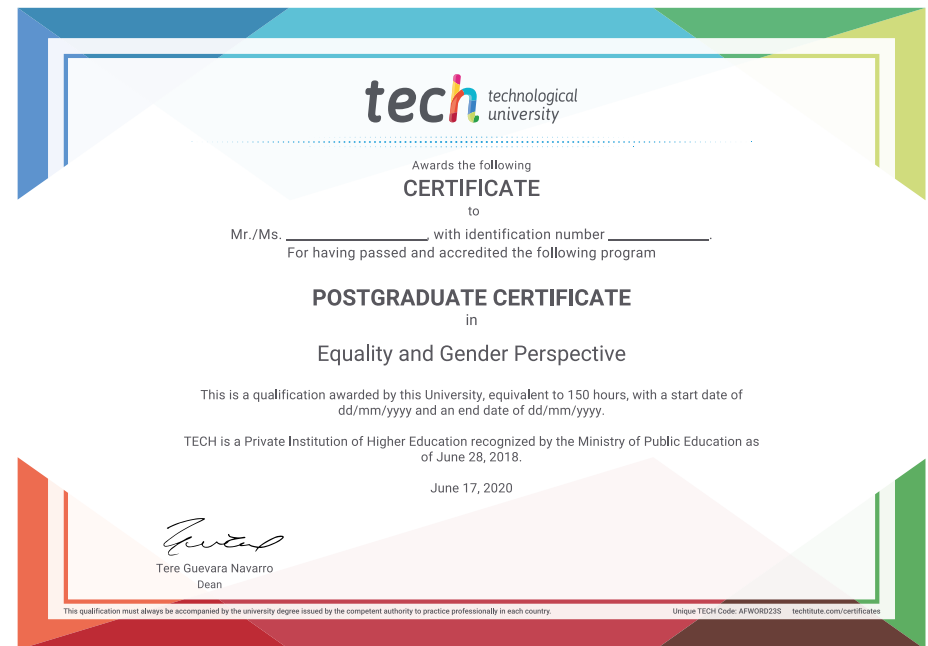 tech technological
university
Awards the following
CERTIFICATE
to
Mr./Ms. ____________________, with identification number ______________.
For having passed and accredited the following program
POSTGRADUATE CERTIFICATE
in
Equality and Gender Perspective
This is a qualification awarded by this University, equivalent to 150 hours, with a start date of
dd/mm/yyyy and an end date of dd/mm/yyyy.
TECH is a Private Institution of Higher Education recognized by the Ministry of Public Education as
of June 28, 2018.
June 17, 2020
Tere Guevara Navarro
Dean
This qualification must always be accompanied by the university degree issued by the competent authority to practice professionally in each country.
Unique TECH Code: AFWORD23S techtitute.com/certificates